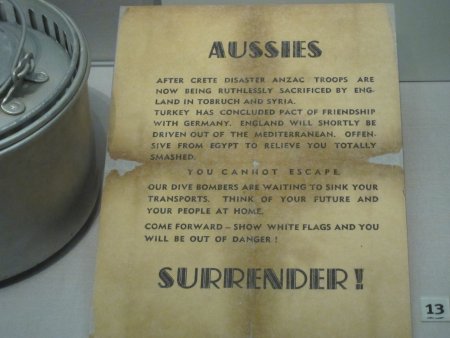 AUSSIES
AFTER CRETE DISASTER ANZAC TROOPS ARE
NOW BEING RUTHLESSLY SACRIFICED BY ENG-
LAND IN TOBRUCH AND SYRIA.
TURKEY HAS CONCLUDED PACT OF FRIENDSHIP
WITH GERMANY. ENGLAND WILL SHORTLY BE
DRIVEN OUT OF THE MEDITERRANEAN. OFFEN-
SIVE FROM EGYPT TO RELIEVE YOU TOTALLY
SMASHED.
YOU CANNOT ESCAPE.
OUR DIVE BOMBERS ARE WAITING TO SINK YOUR
TRANSPORTS. THINK OF YOUR FUTURE AND
YOUR PEOPLE AT HOME.
COME FORWARD – SHOW WHITE FLAGS AND YOU
WILL BE OUT OF DANGER !
SURRENDER !
13